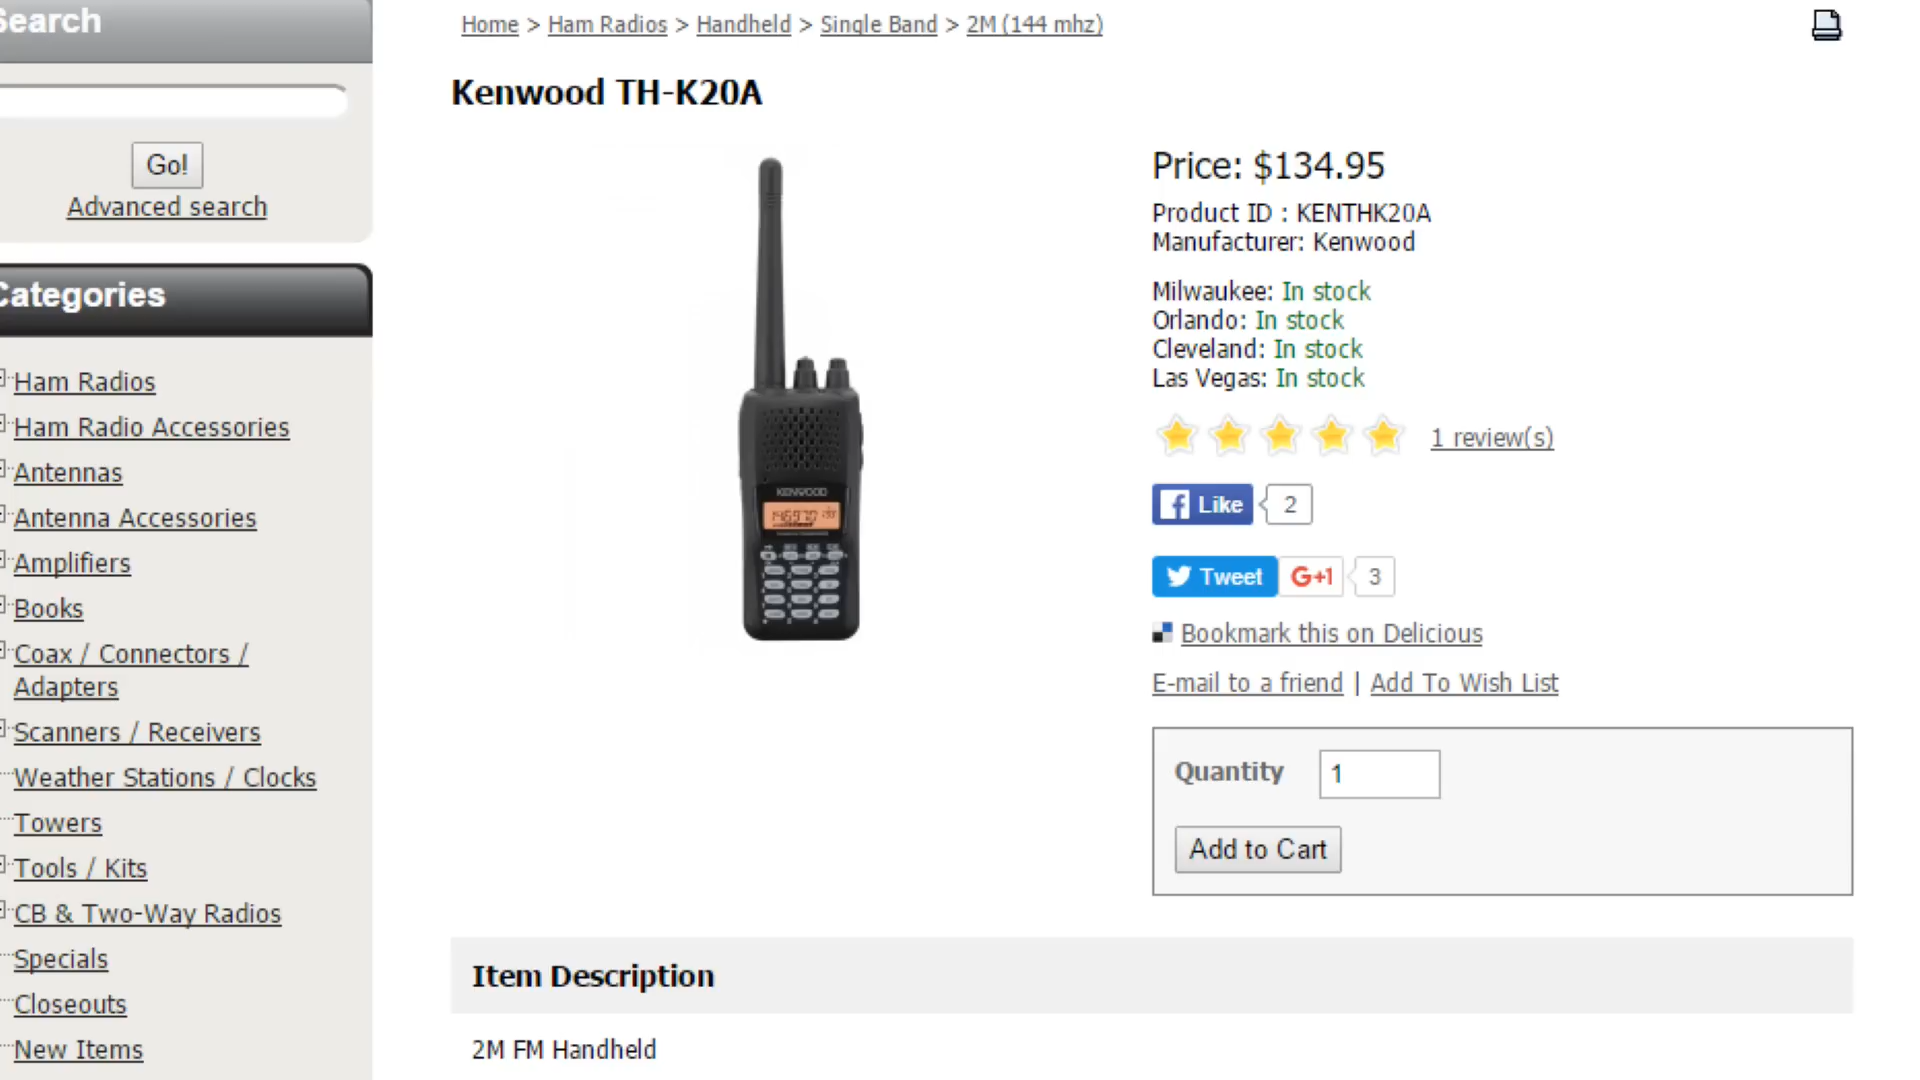 Search
Go!
Advanced search
Categories
Ham Radios
Ham Radio Accessories
Antennas
Antenna Accessories
Amplifiers
Books
Coax / Connectors /
Adapters
Scanners / Receivers
Weather Stations / Clocks
Towers
Tools / Kits
CB & Two-Way Radios
Specials
Closeouts
New Items
Home > Ham Radios > Handheld > Single Band > 2M (144 mhz)
Kenwood TH-K20A
KENWOOD
Price: $134.95
Product ID : KENTHK20A
Manufacturer: Kenwood
Milwaukee: In stock
Orlando: In stock
Cleveland: In stock
Las Vegas: In stock
1 review(s)
Like 2
Tweet G+1 3
Bookmark this on Delicious
E-mail to a friend | Add To Wish List
Quantity 1
Add to Cart
Item Description
2M FM Handheld